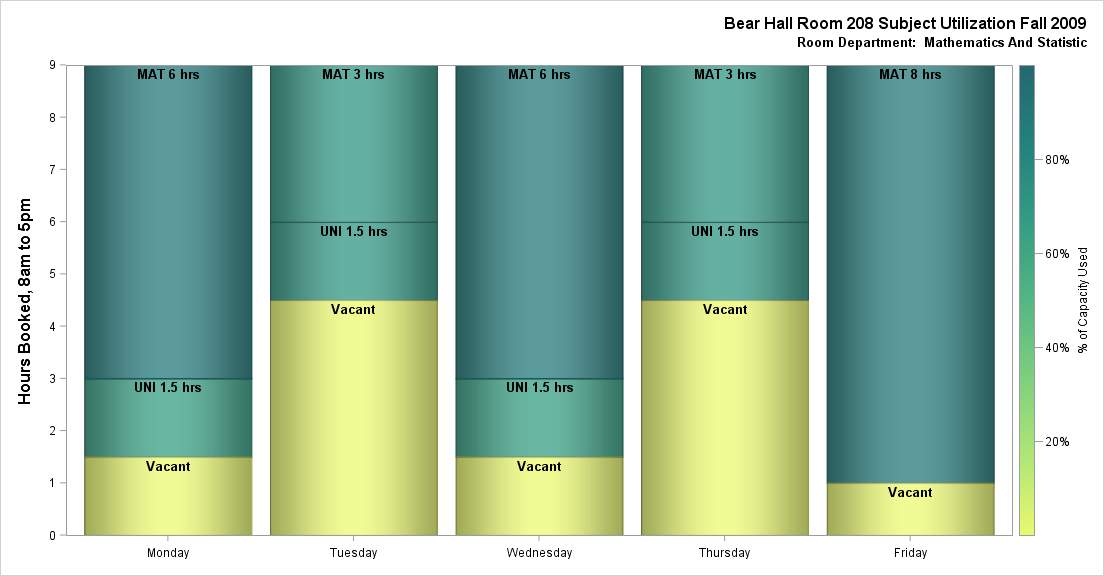 Bear Hall Room 208 Subject Utilization Fall 2009
Room Department: Mathematics And Statistic
Hours Booked, 8am to 5pm
9
8
7
6
5
4
3
2
1
0
MAT 6 hrs
UNI 1.5 hrs
Vacant
MAT 3 hrs
UNI 1.5 hrs
Vacant
MAT 6 hrs
UNI 1.5 hrs
Vacant
MAT 3 hrs
UNI 1.5 hrs
Vacant
MAT 8 hrs
Vacant
Monday
Tuesday
Wednesday
Thursday
Friday
80%
60%
40%
20%
% of Capacity Used